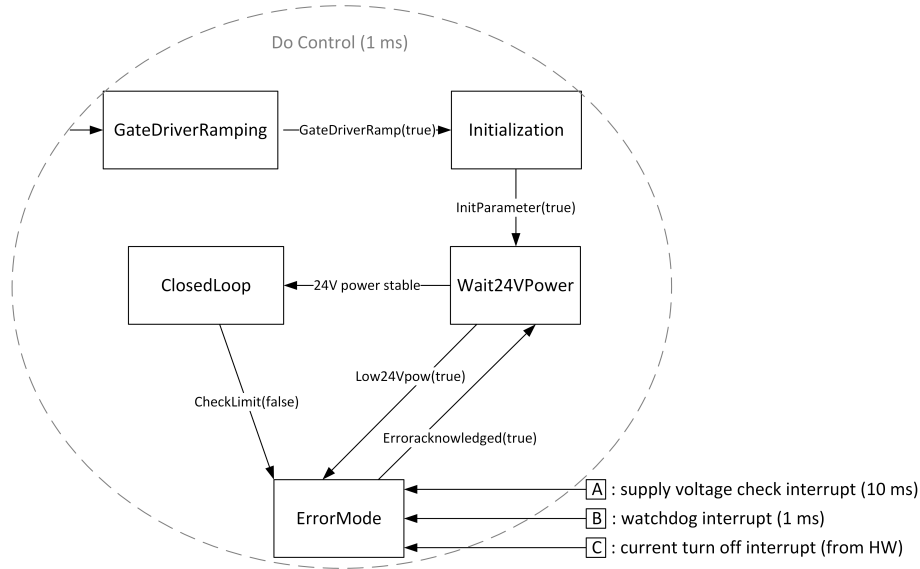 Do Control (1 ms)
GateDriverRamping
GateDriverRamp(true)
Initialization
InitParameter(true)
ClosedLoop
24V power stable
Wait24VPower
Low24Vpow(true)
CheckLimit(false)
Erroracknowledged(true)
ErrorMode
A : supply voltage check interrupt (10 ms)
B : watchdog interrupt (1 ms)
C : current turn off interrupt (from HW)